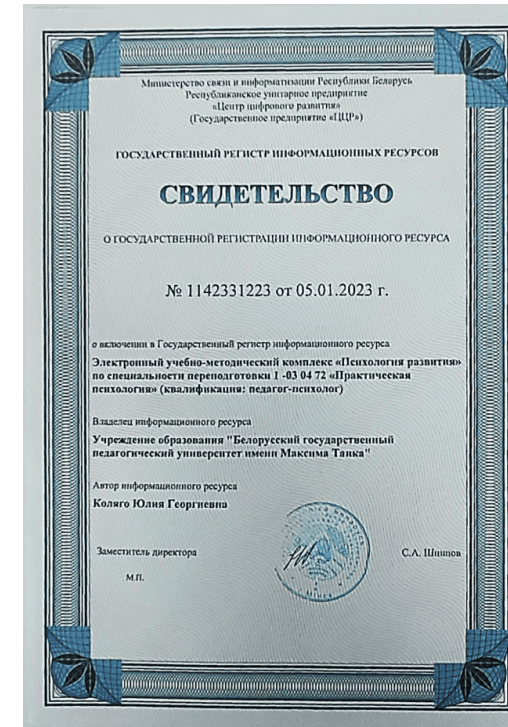 Министерство связи и информатизации Республики Беларусь
Республиканское унитарное предприятие
«Центр цифрового развития»
(Государственное предприятие «ЦЦР»)
ГОСУДАРСТВЕННЫЙ РЕГИСТР ИНФОРМАЦИОННЫХ РЕСУРСОВ
СВИДЕТЕЛЬСТВО
О ГОСУДАРСТВЕННОЙ РЕГИСТРАЦИИ ИНФОРМАЦИОННОГО РЕСУРСА
№ 1142331223 от 05.01.2023 г.
о включении в Государственный регистр информационного ресурса
Электронный учебно-методический комплекс «Психология развития»
по специальности переподготовки 1 -03 04 72 «Практическая
психология» (квалификация: педагог-психолог)
Владелец информационного ресурса
Учреждение образования "Белорусский государственный
педагогический университет имени Максима Танка"
Автор информационного ресурса
Коляго Юлия Георгиевна
Заместитель директора
С.А.
М.П.